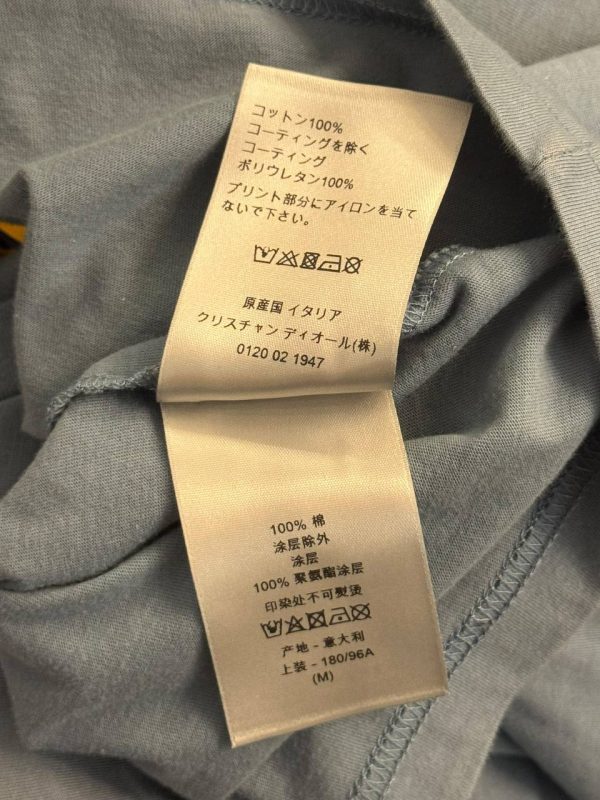 コットン100%
コーティングを除く
コーティング
ポリウレタン100%
プリント部分にアイロンを当て
ないで下さい。
原産国 イタリア
クリスチャン ディオール(株)
0120 02 1947
100% 棉
涂层除外
涂层
100% 聚氨酯涂层
印染处不可熨烫
产地 - 意大利
上装 - 180/96A
(M)